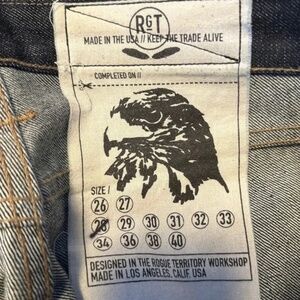 RGT
MADE IN THE USA // KEEP THE TRADE ALIVE
COMPLETED ON //
SIZE /
26 27
28 29 30 31 32 33
34 36 38 40
DESIGNED IN THE ROGUE TERRITORY WORKSHOP
MADE IN LOS ANGELES, CALIF. USA